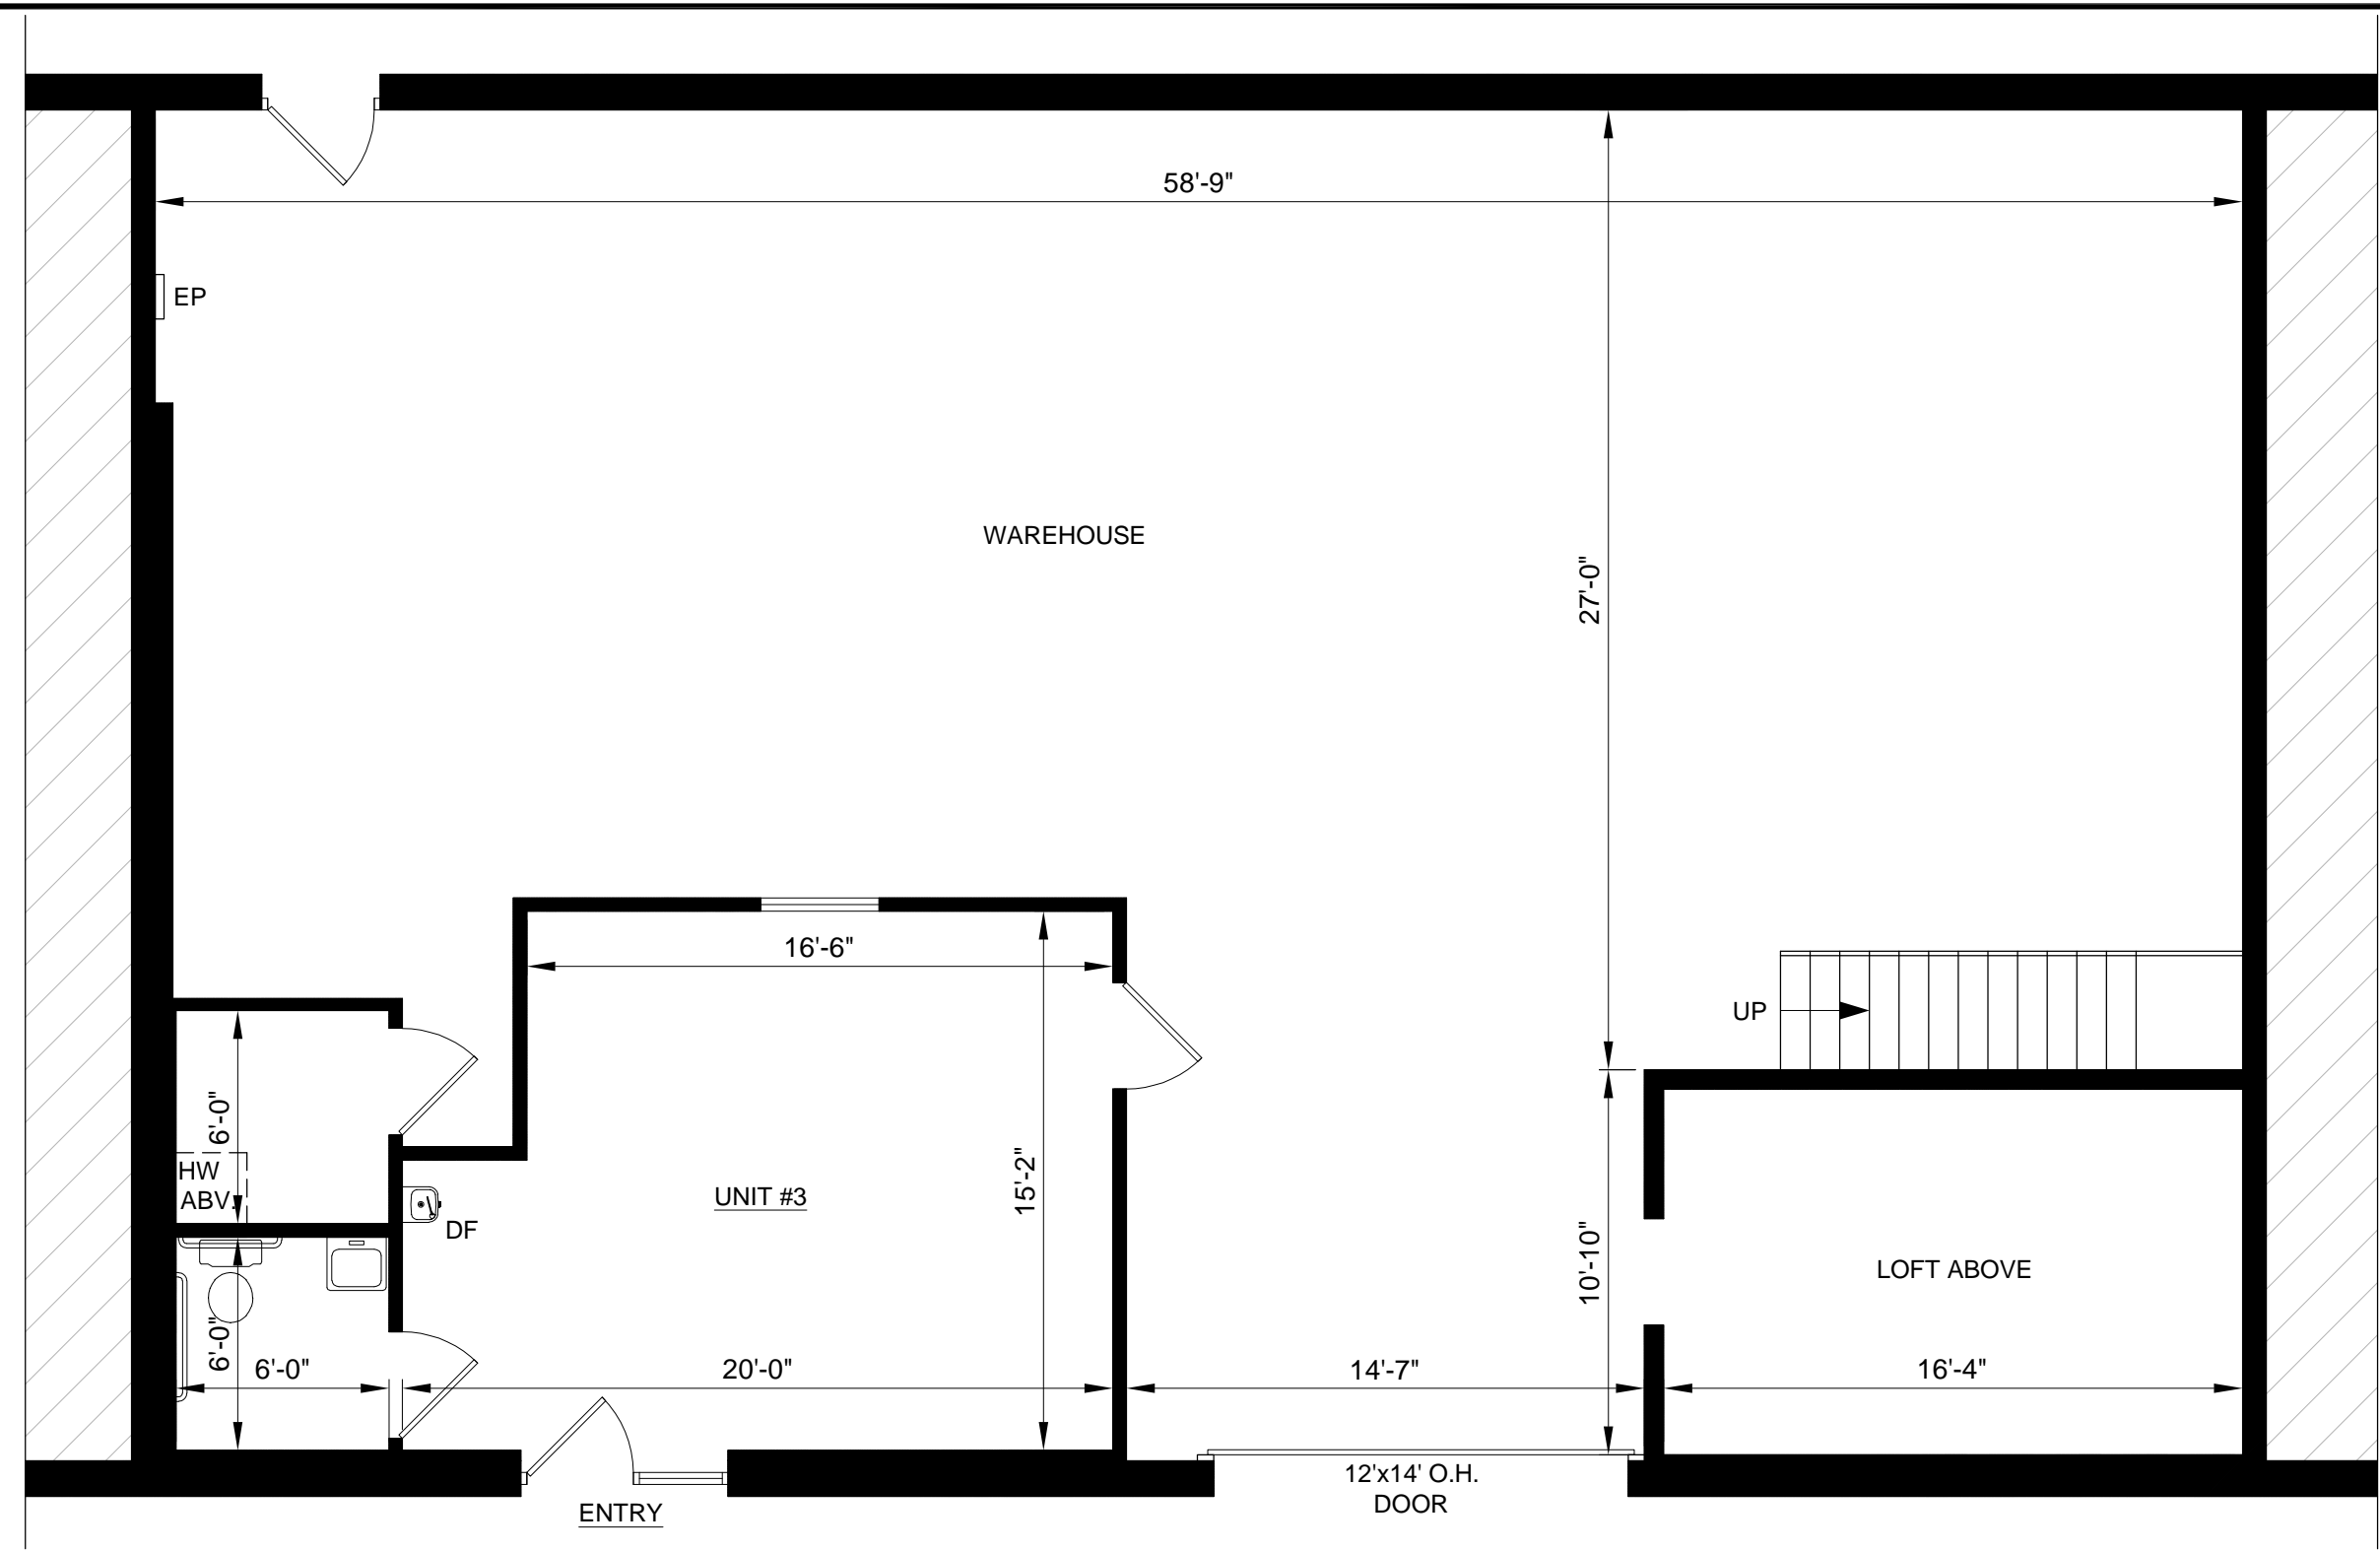 58'-9"
EP
WAREHOUSE
27'-0"
16'-6"
UP
6'-0"
HW
ABV.
15'-2"
UNIT #3
DF
10'-10"
LOFT ABOVE
6'-0"
6'-0"
20'-0"
14'-7"
16'-4"
12'x14' O.H.
DOOR
ENTRY